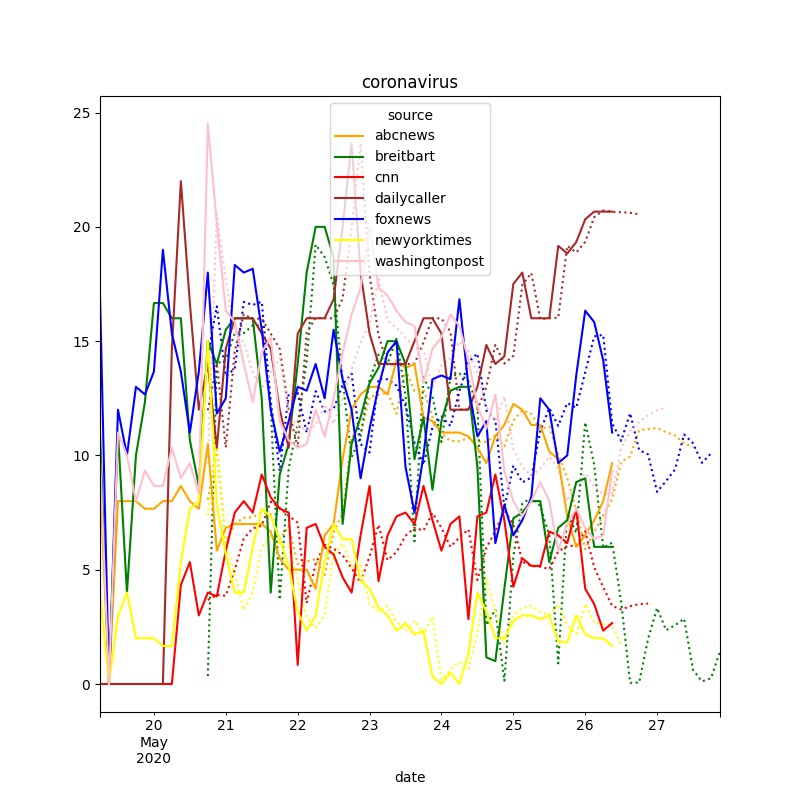 coronavirus
source
abcnews
breitbart
cnn
dailycaller
foxnews
newyorktimes
washingtonpost
25
20
15
10
5
0
20 21 22 23 24 25 26 27
May
2020
date